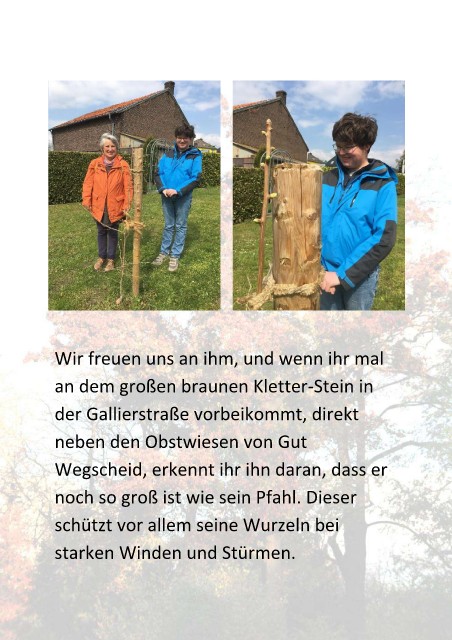 Wir freuen uns an ihm, und wenn ihr mal
an dem großen braunen Kletter-Stein in
der Gallierstraße vorbeikommt, direkt
neben den Obstwiesen von Gut
Wegscheid, erkennt ihr ihn daran, dass er
noch so groß ist wie sein Pfahl. Dieser
schützt vor allem seine Wurzeln bei
starken Winden und Stürmen.